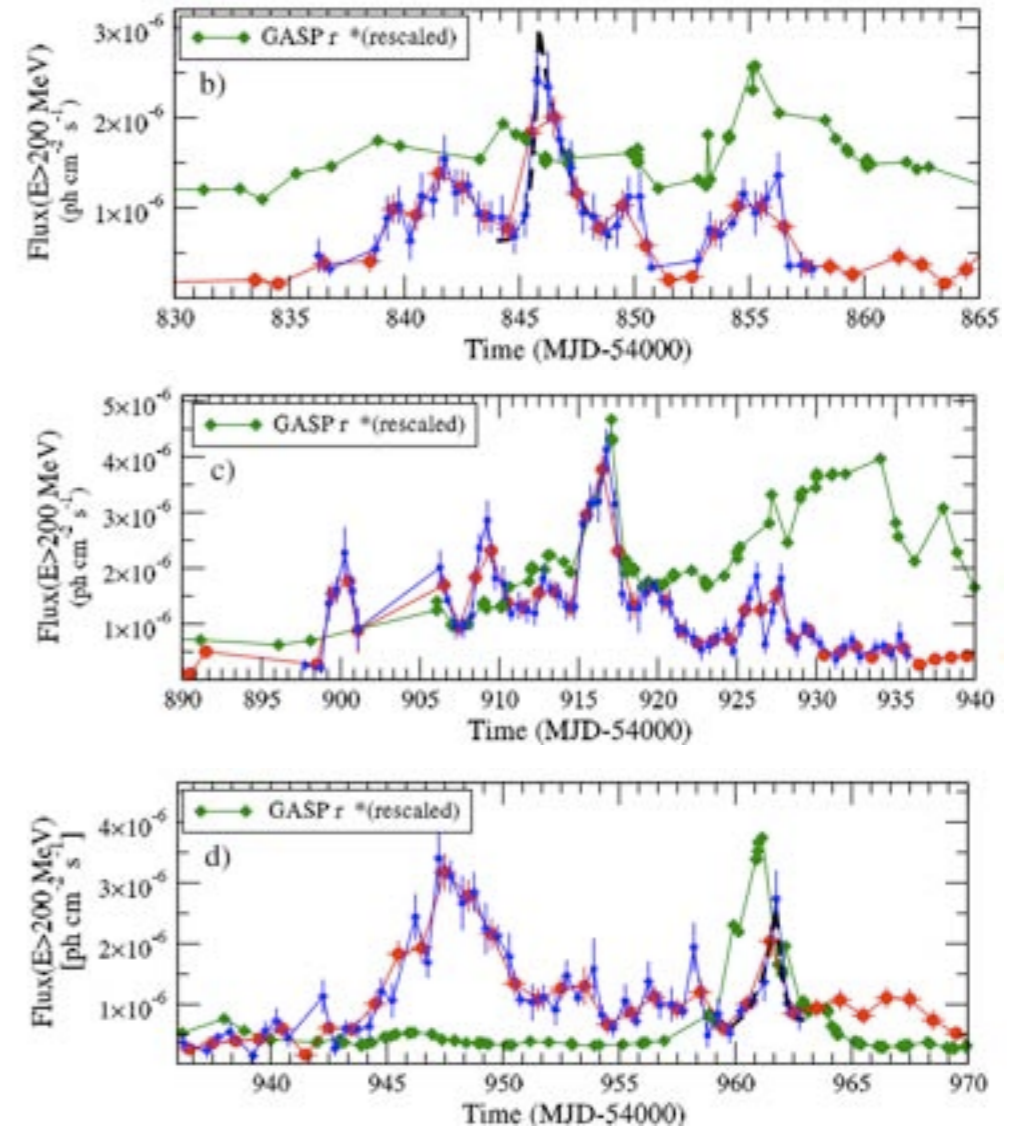 3×10⁻⁶
GASP r *(rescaled)
b)
2×10⁻⁶
1×10⁻⁶
Flux(E>200 MeV)
(ph cm⁻² s⁻¹)
830 835 840 845 850 855 860 865
Time (MJD-54000)
5×10⁻⁶
GASP r *(rescaled)
c)
4×10⁻⁶
3×10⁻⁶
2×10⁻⁶
1×10⁻⁶
Flux(E>200 MeV)
(ph cm⁻² s⁻¹)
890 895 900 905 910 915 920 925 930 935 940
Time (MJD-54000)
GASP r *(rescaled)
4×10⁻⁶
d)
3×10⁻⁶
2×10⁻⁶
1×10⁻⁶
Flux(E>200 MeV)
[ph cm⁻² s⁻¹]
940 945 950 955 960 965 970
Time (MJD-54000)